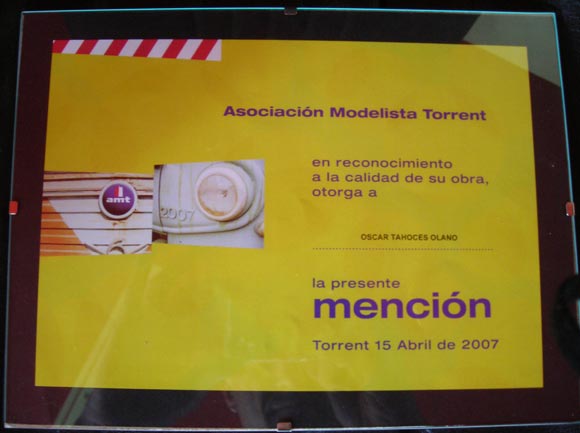 Asociación Modelista Torrent
en reconocimiento
a la calidad de su obra,
otorga a
amt
2007
OSCAR TAHOCES OLANO
la presente
mención
Torrent 15 Abril de 2007